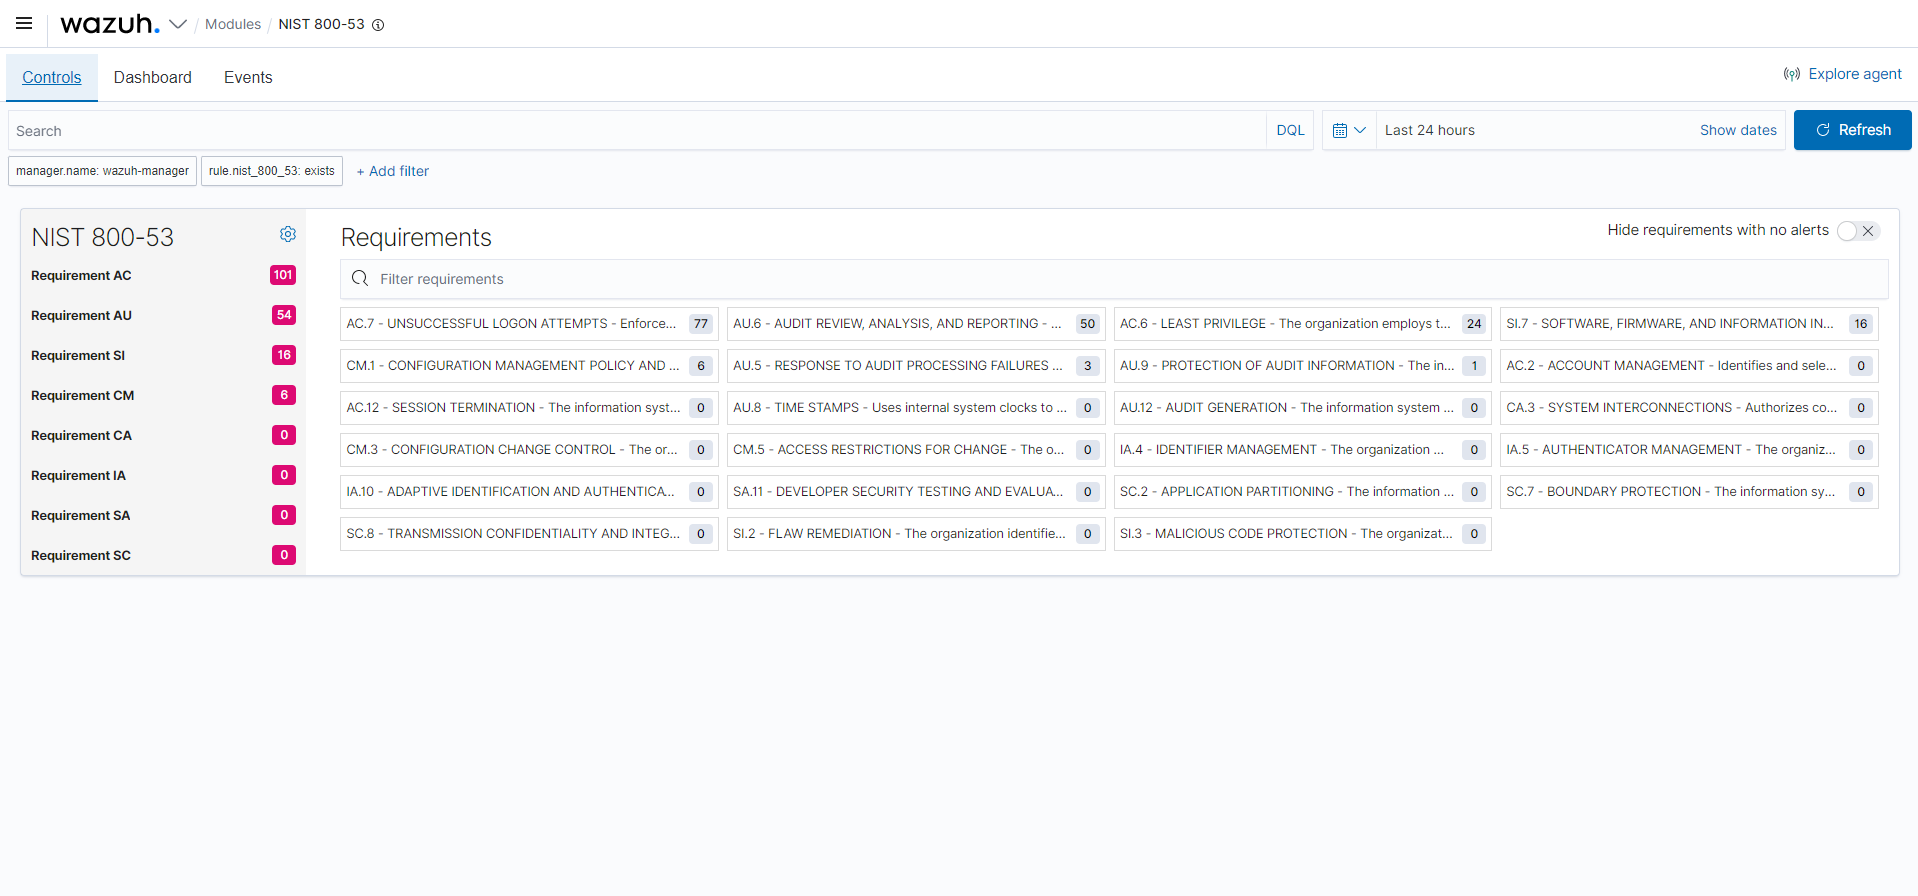 wazuh. / Modules / NIST 800-53
Controls Dashboard Events Explore agent
Search DQL Last 24 hours Show dates Refresh
manager.name: wazuh-manager rule.nist_800_53: exists + Add filter
NIST 800-53
Requirement AC 101
Requirement AU 54
Requirement SI 16
Requirement CM 6
Requirement CA 0
Requirement IA 0
Requirement SA 0
Requirement SC 0
Requirements Hide requirements with no alerts
Filter requirements
AC.7 - UNSUCCESSFUL LOGON ATTEMPTS - Enforce... 77 AU.6 - AUDIT REVIEW, ANALYSIS, AND REPORTING - ... 50 AC.6 - LEAST PRIVILEGE - The organization employs t... 24 SI.7 - SOFTWARE, FIRMWARE, AND INFORMATION IN... 16
CM.1 - CONFIGURATION MANAGEMENT POLICY AND ... 6 AU.5 - RESPONSE TO AUDIT PROCESSING FAILURES ... 3 AU.9 - PROTECTION OF AUDIT INFORMATION - The in... 1 AC.2 - ACCOUNT MANAGEMENT - Identifies and sele... 0
AC.12 - SESSION TERMINATION - The information syst... 0 AU.8 - TIME STAMPS - Uses internal system clocks to ... 0 AU.12 - AUDIT GENERATION - The information system ... 0 CA.3 - SYSTEM INTERCONNECTIONS - Authorizes co... 0
CM.3 - CONFIGURATION CHANGE CONTROL - The or... 0 CM.5 - ACCESS RESTRICTIONS FOR CHANGE - The o... 0 IA.4 - IDENTIFIER MANAGEMENT - The organization ... 0 IA.5 - AUTHENTICATOR MANAGEMENT - The organiz... 0
IA.10 - ADAPTIVE IDENTIFICATION AND AUTHENTICA... 0 SA.11 - DEVELOPER SECURITY TESTING AND EVALUA... 0 SC.2 - APPLICATION PARTITIONING - The information ... 0 SC.7 - BOUNDARY PROTECTION - The information sy... 0
SC.8 - TRANSMISSION CONFIDENTIALITY AND INTEG... 0 SI.2 - FLAW REMEDIATION - The organization identifie... 0 SI.3 - MALICIOUS CODE PROTECTION - The organizat... 0